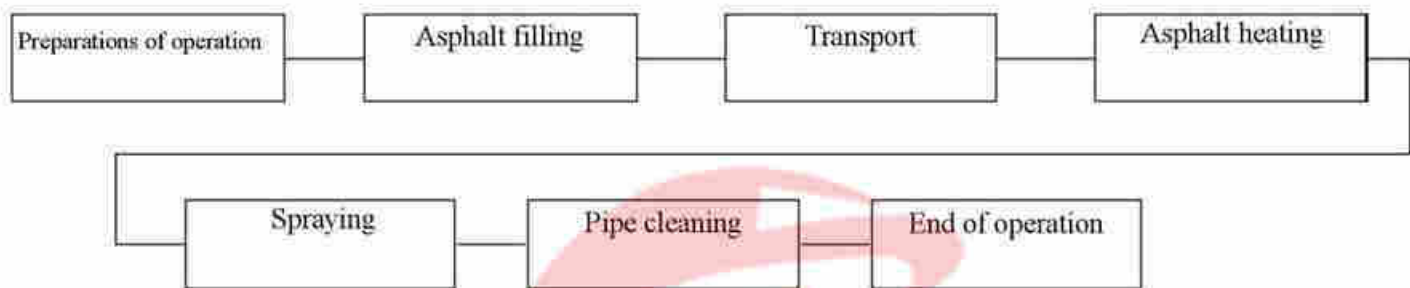 Preparations of operation
Asphalt filling
Transport
Asphalt heating
Spraying
Pipe cleaning
End of operation